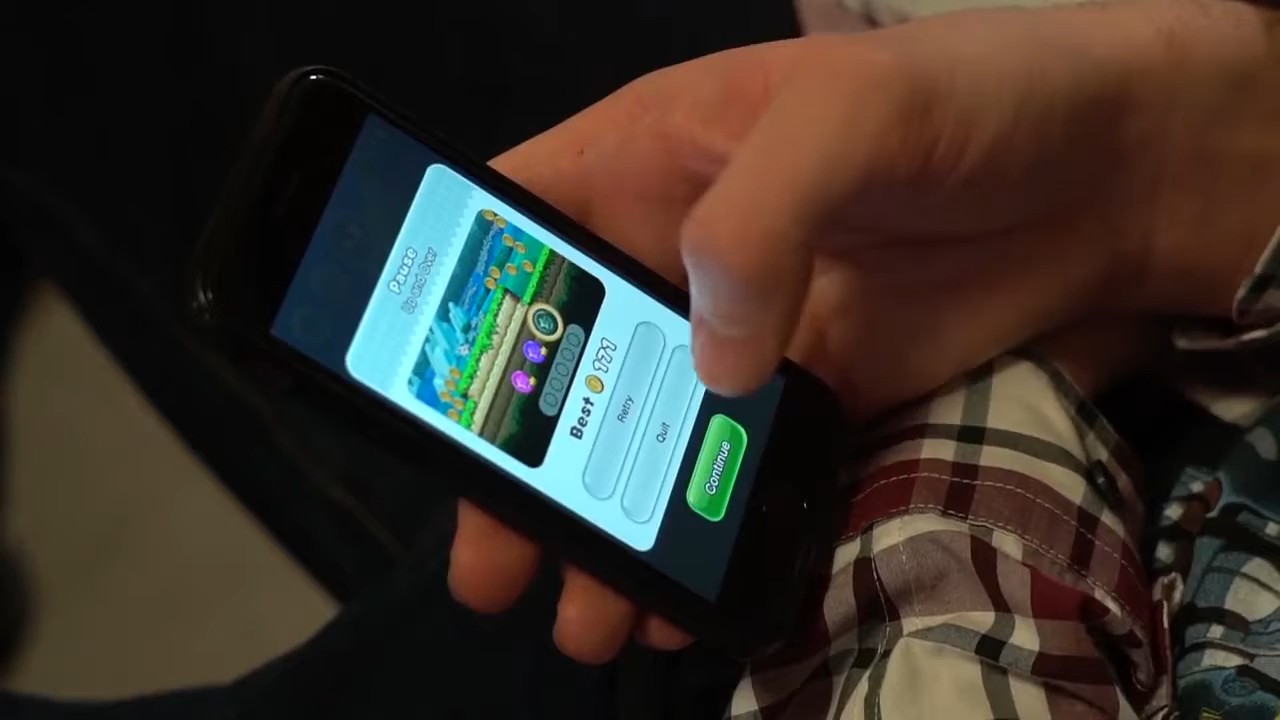 Pause
Up and Over
Best 171
Retry
Quit
Continue